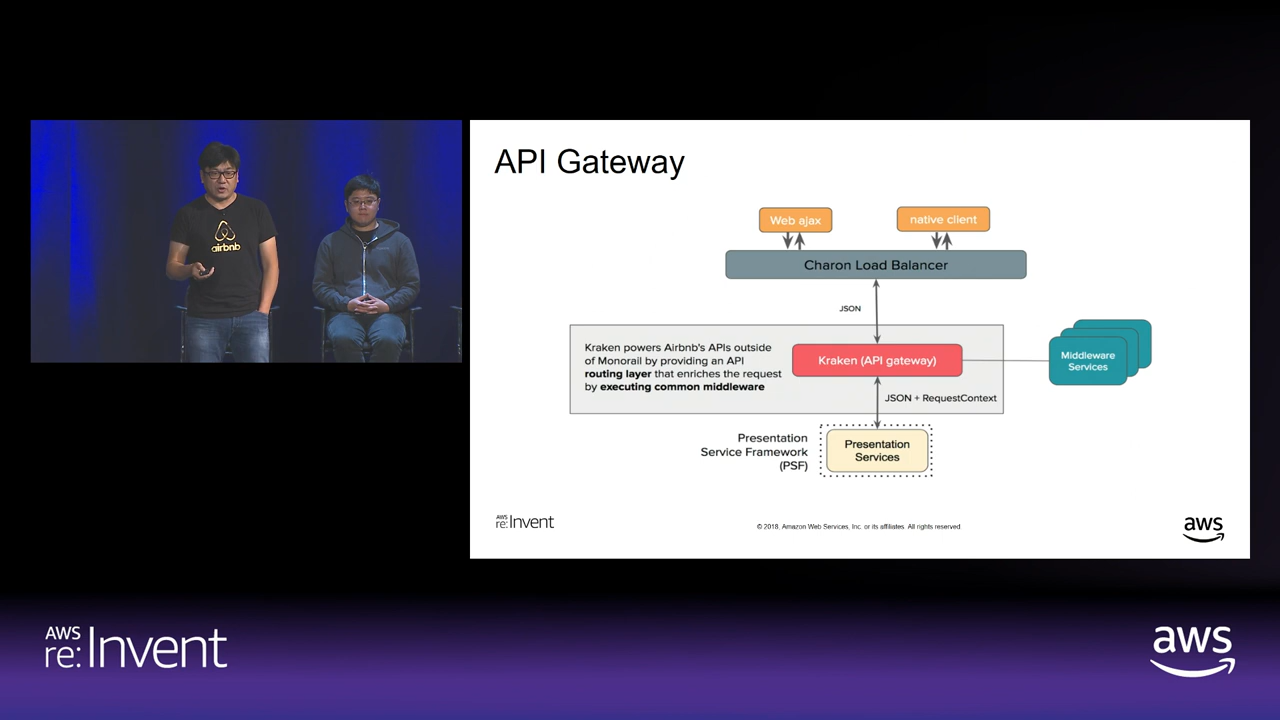 airbnb
API Gateway
Web ajax
native client
Charon Load Balancer
JSON
Kraken powers Airbnb's APIs outside
of Monorail by providing an API
routing layer that enriches the request
by executing common middleware
Kraken (API gateway)
Middleware
Services
JSON + RequestContext
Presentation
Service Framework
(PSF)
Presentation
Services
AWS
re:Invent
© 2018, Amazon Web Services, Inc. or its affiliates. All rights reserved.
aws
AWS
re:Invent
aws